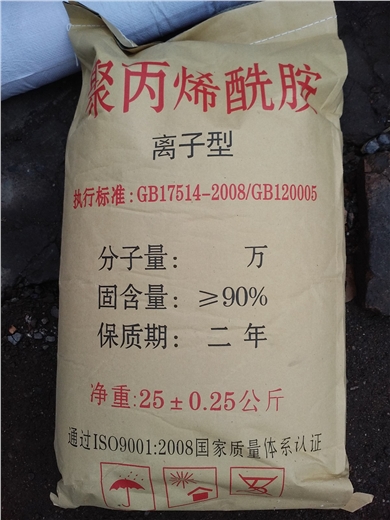 聚丙烯酰胺
离子型
执行标准:GB17514-2008/GB120005
分子量: 万
固含量: ≥90%
保质期: 二年
净重:25±0.25公斤
通过ISO9001:2008国家质量体系认证